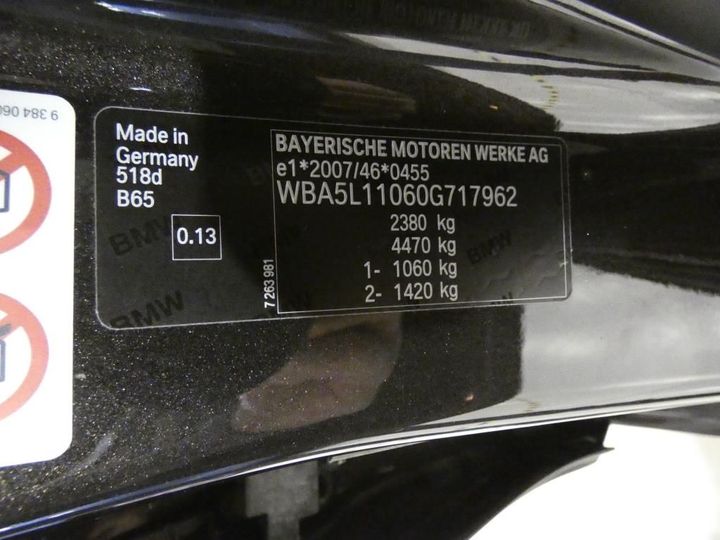 9 384 060
Made in
Germany
518d
B65
0.13
BAYERISCHE MOTOREN WERKE AG
e1*2007/46*0455
WBA5L11060G717962
2380 kg
4470 kg
1- 1060 kg
2- 1420 kg
7 263 981
BMW
BMW
BMW